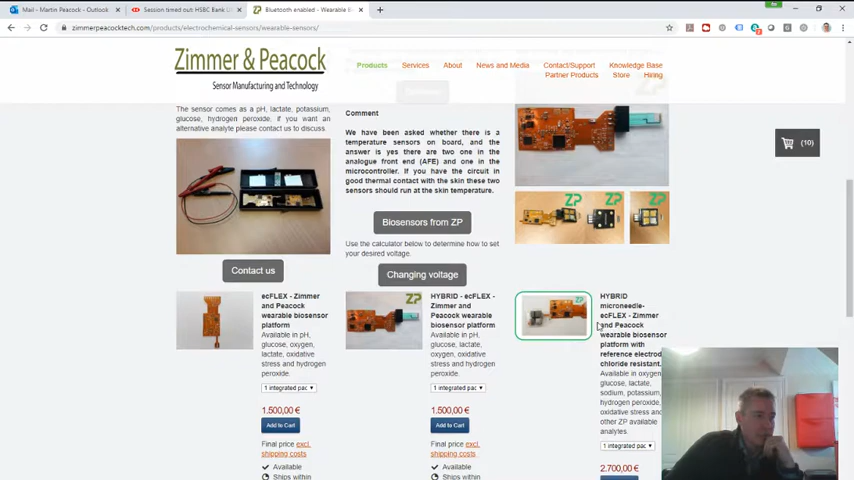 Mail - Martin Peacock - Outlook
Session timed out: HSBC Bank U
Bluetooth enabled - Wearable B
zimmerpeacocktech.com/products/electrochemical-sensors/wearable-sensors/
Zimmer & Peacock
Sensor Manufacturing and Technology
Products Services About News and Media Contact/Support Knowledge Base
Partner Products Store Hiring
(10)
The sensor comes as a pH, lactate, potassium,
glucose, hydrogen peroxide, if you want an
alternative analyte please contact us to discuss.
Contact us
Comment
We have been asked whether there is a
temperature sensors on board, and the
answer is yes there are two one in the
analogue front end (AFE) and one in the
microcontroller. If you have the circuit in
good thermal contact with the skin these two
sensors should run at the skin temperature.
Biosensors from ZP
Use the calculator below to determine how to set
your desired voltage.
Changing voltage
ZP
ZP
ZP
ecFLEX - Zimmer
and Peacock
wearable biosensor
platform
Available in pH,
glucose, oxygen,
lactate, oxidative
stress and hydrogen
peroxide.
1 integrated pac
1.500,00 €
Add to Cart
Final price excl.
shipping costs
Available
Ships within
ZP
HYBRID - ecFLEX -
Zimmer and
Peacock wearable
biosensor platform
Available in pH,
glucose, lactate,
oxygen, oxidative
stress and hydrogen
peroxide.
1 integrated pac
1.500,00 €
Add to Cart
Final price excl.
shipping costs
Available
Ships within
ZP
HYBRID
microneedle-
ecFLEX - Zimmer
and Peacock
wearable biosensor
platform with
reference electrod
chloride resistant.
Available in oxygen,
glucose, lactate,
sodium, potassium,
hydrogen peroxide,
oxidative stress and
other ZP available
analytes.
1 integrated pac
2.700,00 €